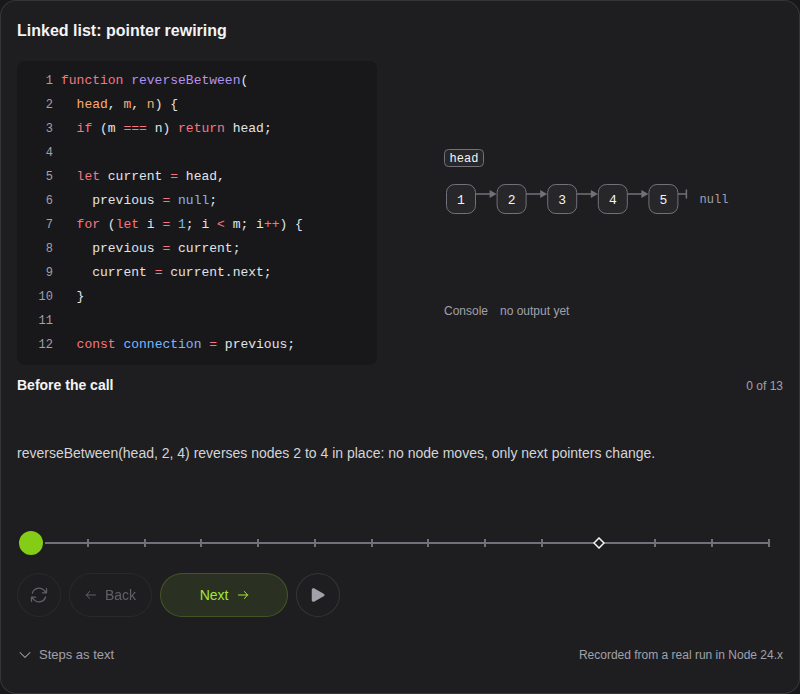 Linked list: pointer rewiring
1 function reverseBetween(
2   head, m, n) {
3   if (m === n) return head;
4
5   let current = head,
6     previous = null;
7   for (let i = 1; i < m; i++) {
8     previous = current;
9     current = current.next;
10   }
11
12   const connection = previous;
head
1 2 3 4 5 null
Console no output yet
Before the call 0 of 13
reverseBetween(head, 2, 4) reverses nodes 2 to 4 in place: no node moves, only next pointers change.
← Back Next →
Steps as text Recorded from a real run in Node 24.x